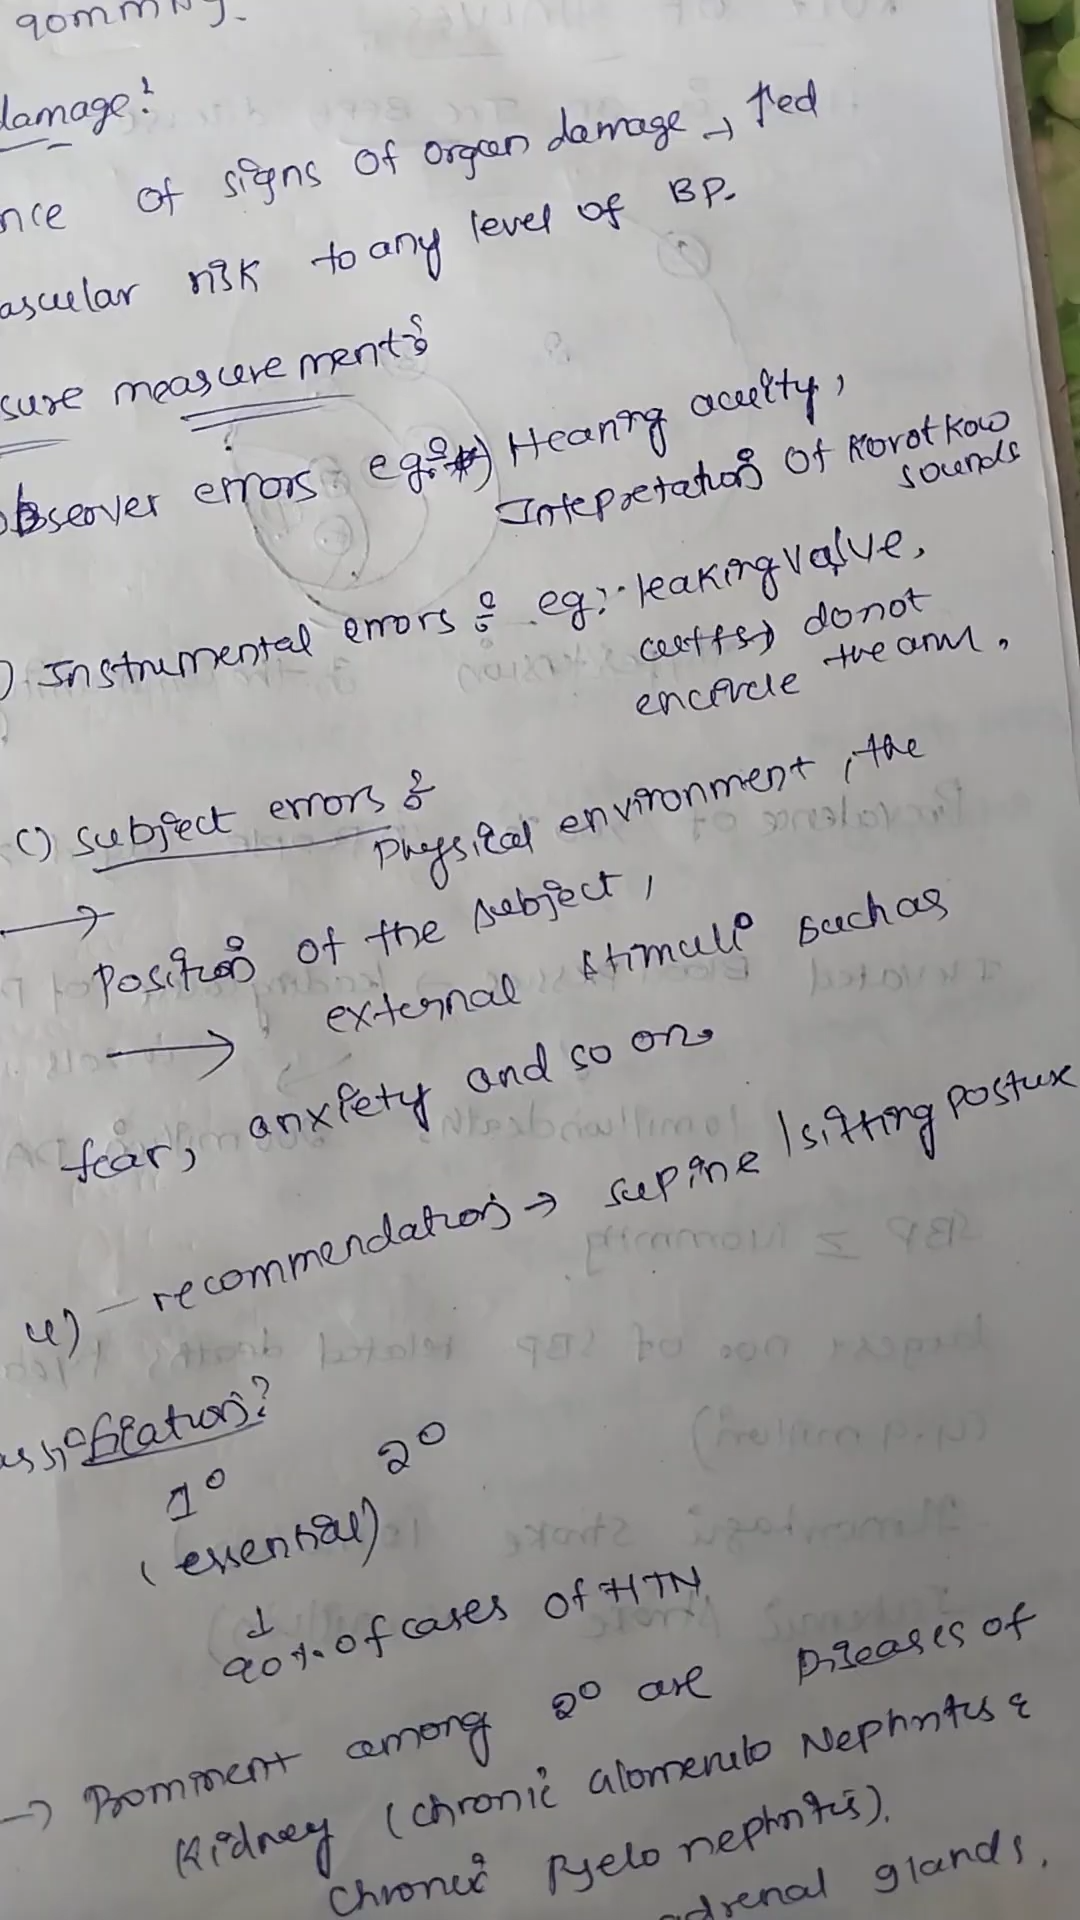 90mmHg.
damage:
nce of signs of organ damage → ↑ed
ascular risk to any level of BP.
sure measurement:
observer errors eg: Hearing acuity,
Intepretation of Korotkow
sounds
) Instrumental errors: eg: leaking valve,
cuffs) do not
encircle the arm,
c) subject errors:
Physical environment, the
→ Position of the subject,
→ external stimuli such as
fear, anxiety and so on.
4) - recommendation → supine / sitting posture
assification:
1° 2°
(essential)
↓
90% of cases of HTN
→ Prominent among 2° are Diseases of
Kidney (chronic Glomerulo Nephritis &
chronic Pyelo nephritis),
adrenal glands,